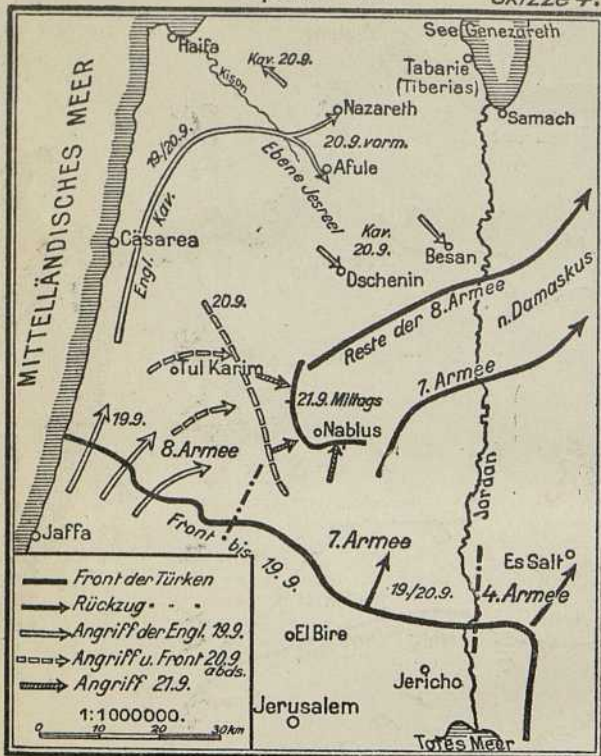 Skizze 4.
See Genezareth
Haifa
Kison
Kav. 20.9.
Tabarie
(Tiberias)
Samach
Nazareth
20.9. vorm.
Afule
Ebene Jesreel
MITTELLÄNDISCHES MEER
19./20.9.
Engl. Kav.
Cäsarea
Kav.
20.9.
Besan
Dschenin
Reste der 8. Armee
n. Damaskus
20.9.
Tul Karim
21.9. Mittags
7. Armee
Nablus
19.9.
8. Armee
Jordan
Jaffa
Front bis 19.9.
7. Armee
19./20.9.
Es Salt
4. Armee
El Bire
Jericho
Jerusalem
Totes Meer
Front der Türken
Rückzug " " "
Angriff der Engl. 19.9.
Angriff u. Front 20.9.
abds.
Angriff 21.9.
1:1000000.
0 10 20 30 km